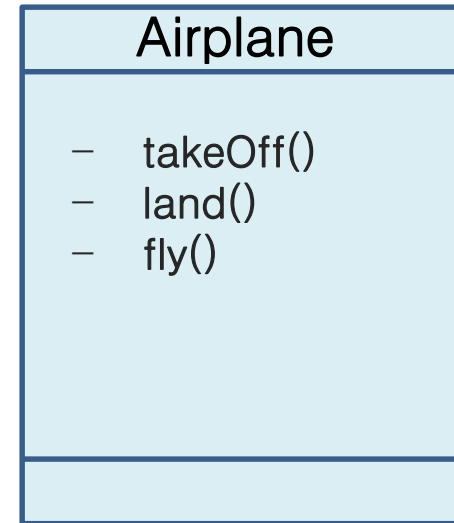 Airplane
– takeOff()
– land()
– fly()